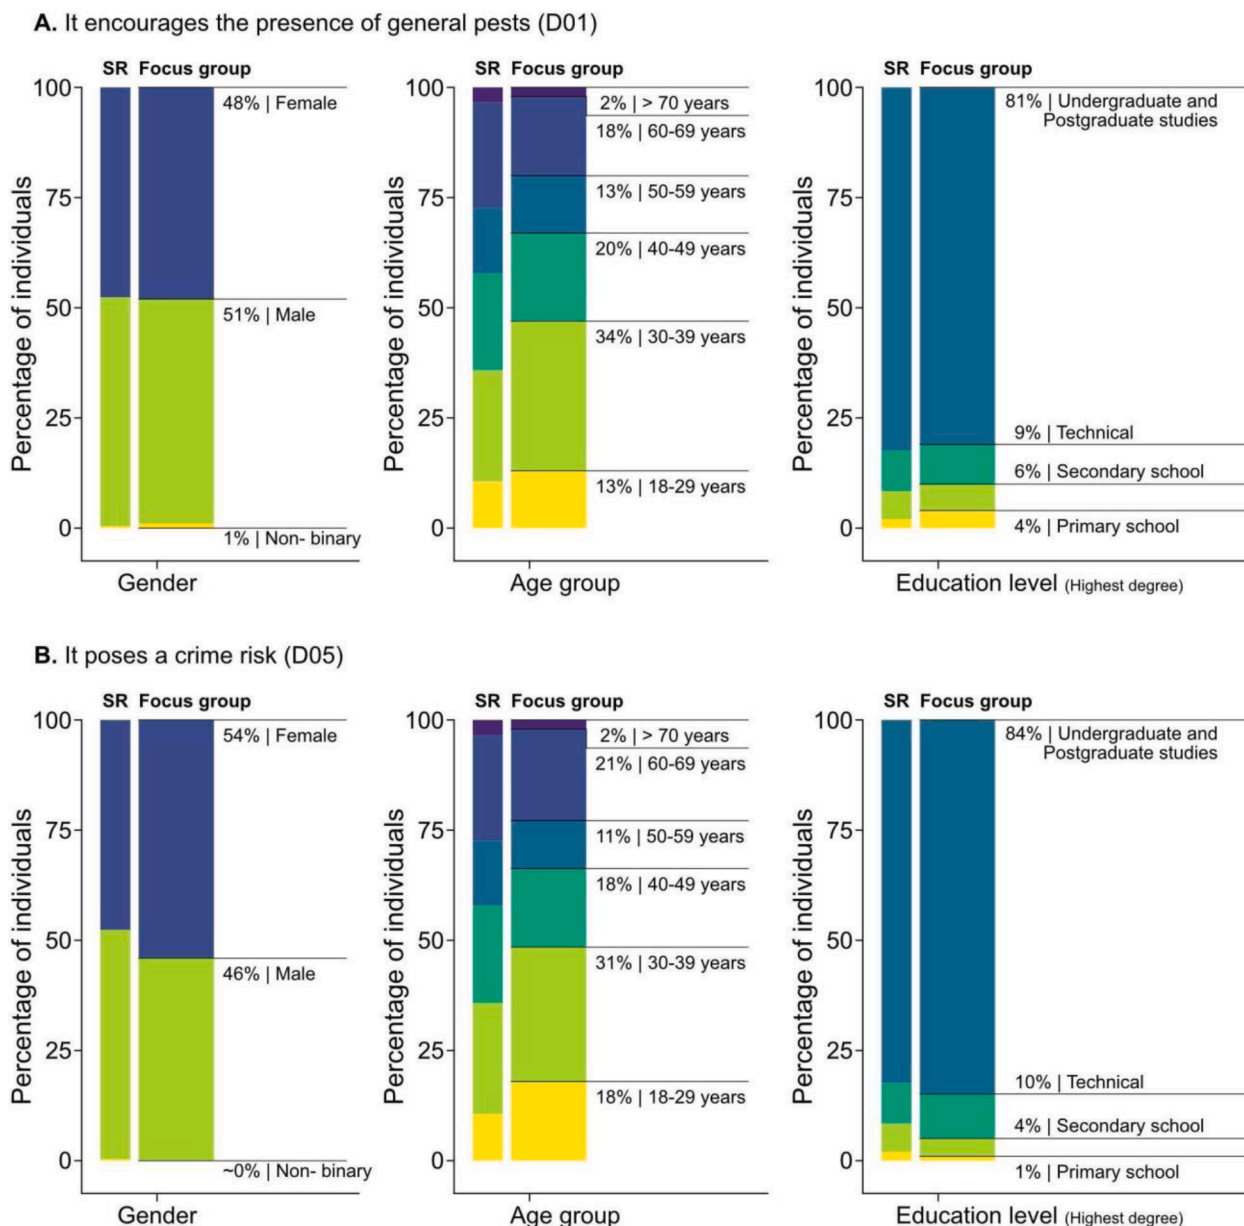 A. It encourages the presence of general pests (D01)
SR Focus group
100
75
50
25
0
Percentage of individuals
48% | Female
51% | Male
1% | Non- binary
Gender
SR Focus group
100
75
50
25
0
Percentage of individuals
2% | > 70 years
18% | 60-69 years
13% | 50-59 years
20% | 40-49 years
34% | 30-39 years
13% | 18-29 years
Age group
SR Focus group
100
75
50
25
0
Percentage of individuals
81% | Undergraduate and
Postgraduate studies
9% | Technical
6% | Secondary school
4% | Primary school
Education level (Highest degree)
B. It poses a crime risk (D05)
SR Focus group
100
75
50
25
0
Percentage of individuals
54% | Female
46% | Male
~0% | Non- binary
Gender
SR Focus group
100
75
50
25
0
Percentage of individuals
2% | > 70 years
21% | 60-69 years
11% | 50-59 years
18% | 40-49 years
31% | 30-39 years
18% | 18-29 years
Age group
SR Focus group
100
75
50
25
0
Percentage of individuals
84% | Undergraduate and
Postgraduate studies
10% | Technical
4% | Secondary school
1% | Primary school
Education level (Highest degree)